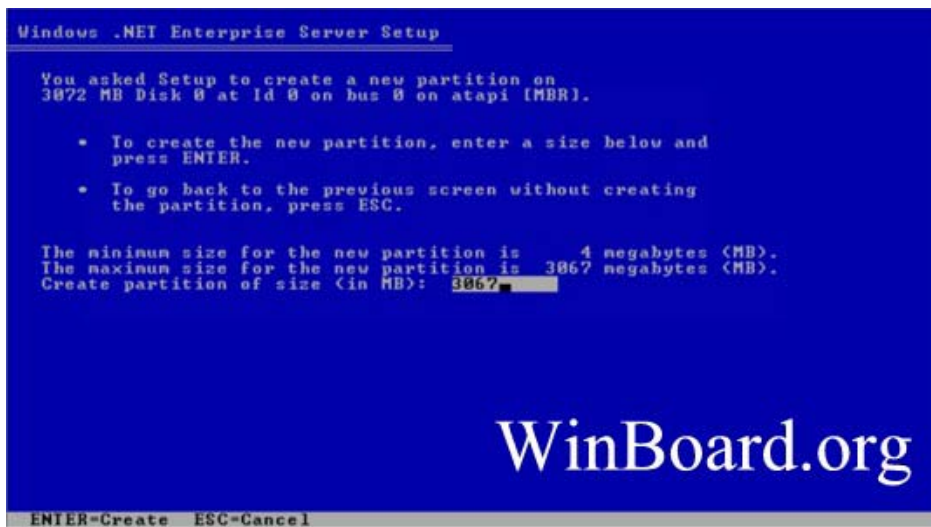 Windows .NET Enterprise Server Setup
You asked Setup to create a new partition on
3072 MB Disk 0 at Id 0 on bus 0 on atapi [MBR].
• To create the new partition, enter a size below and
press ENTER.
• To go back to the previous screen without creating
the partition, press ESC.
The minimum size for the new partition is 4 megabytes (MB).
The maximum size for the new partition is 3067 megabytes (MB).
Create partition of size (in MB): 3067
WinBoard.org
ENTER=Create ESC=Cancel